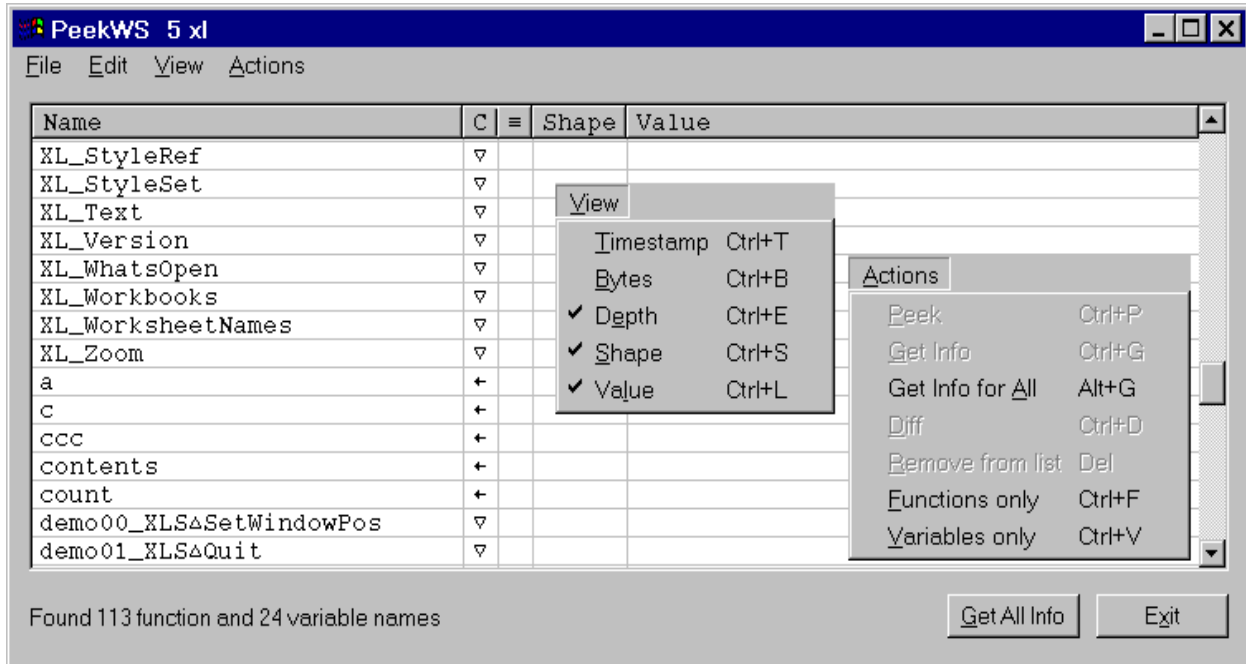 PeekWS 5 xl
File Edit View Actions
Name C ≡ Shape Value
XL_StyleRef ∇
XL_StyleSet ∇
XL_Text ∇
XL_Version ∇
XL_WhatsOpen ∇
XL_Workbooks ∇
XL_WorksheetNames ∇
XL_Zoom ∇
a ←
c ←
ccc ←
contents ←
count ←
demo00_XLS∆SetWindowPos ∇
demo01_XLS∆Quit ∇
View
Timestamp Ctrl+T
Bytes Ctrl+B
✔ Depth Ctrl+E
✔ Shape Ctrl+S
✔ Value Ctrl+L
Actions
Peek Ctrl+P
Get Info Ctrl+G
Get Info for All Alt+G
Diff Ctrl+D
Remove from list Del
Functions only Ctrl+F
Variables only Ctrl+V
Found 113 function and 24 variable names
Get All Info Exit